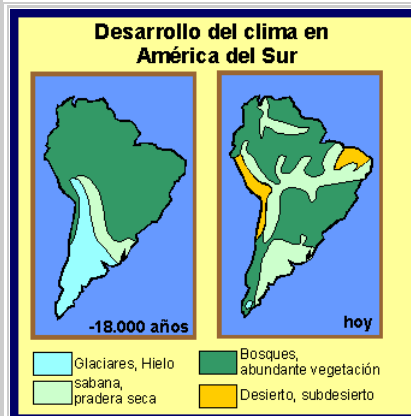 Desarrollo del clima en
América del Sur
-18.000 años
hoy
Glaciares, Hielo
sabana,
pradera seca
Bosques,
abundante vegetación
Desierto, subdesierto